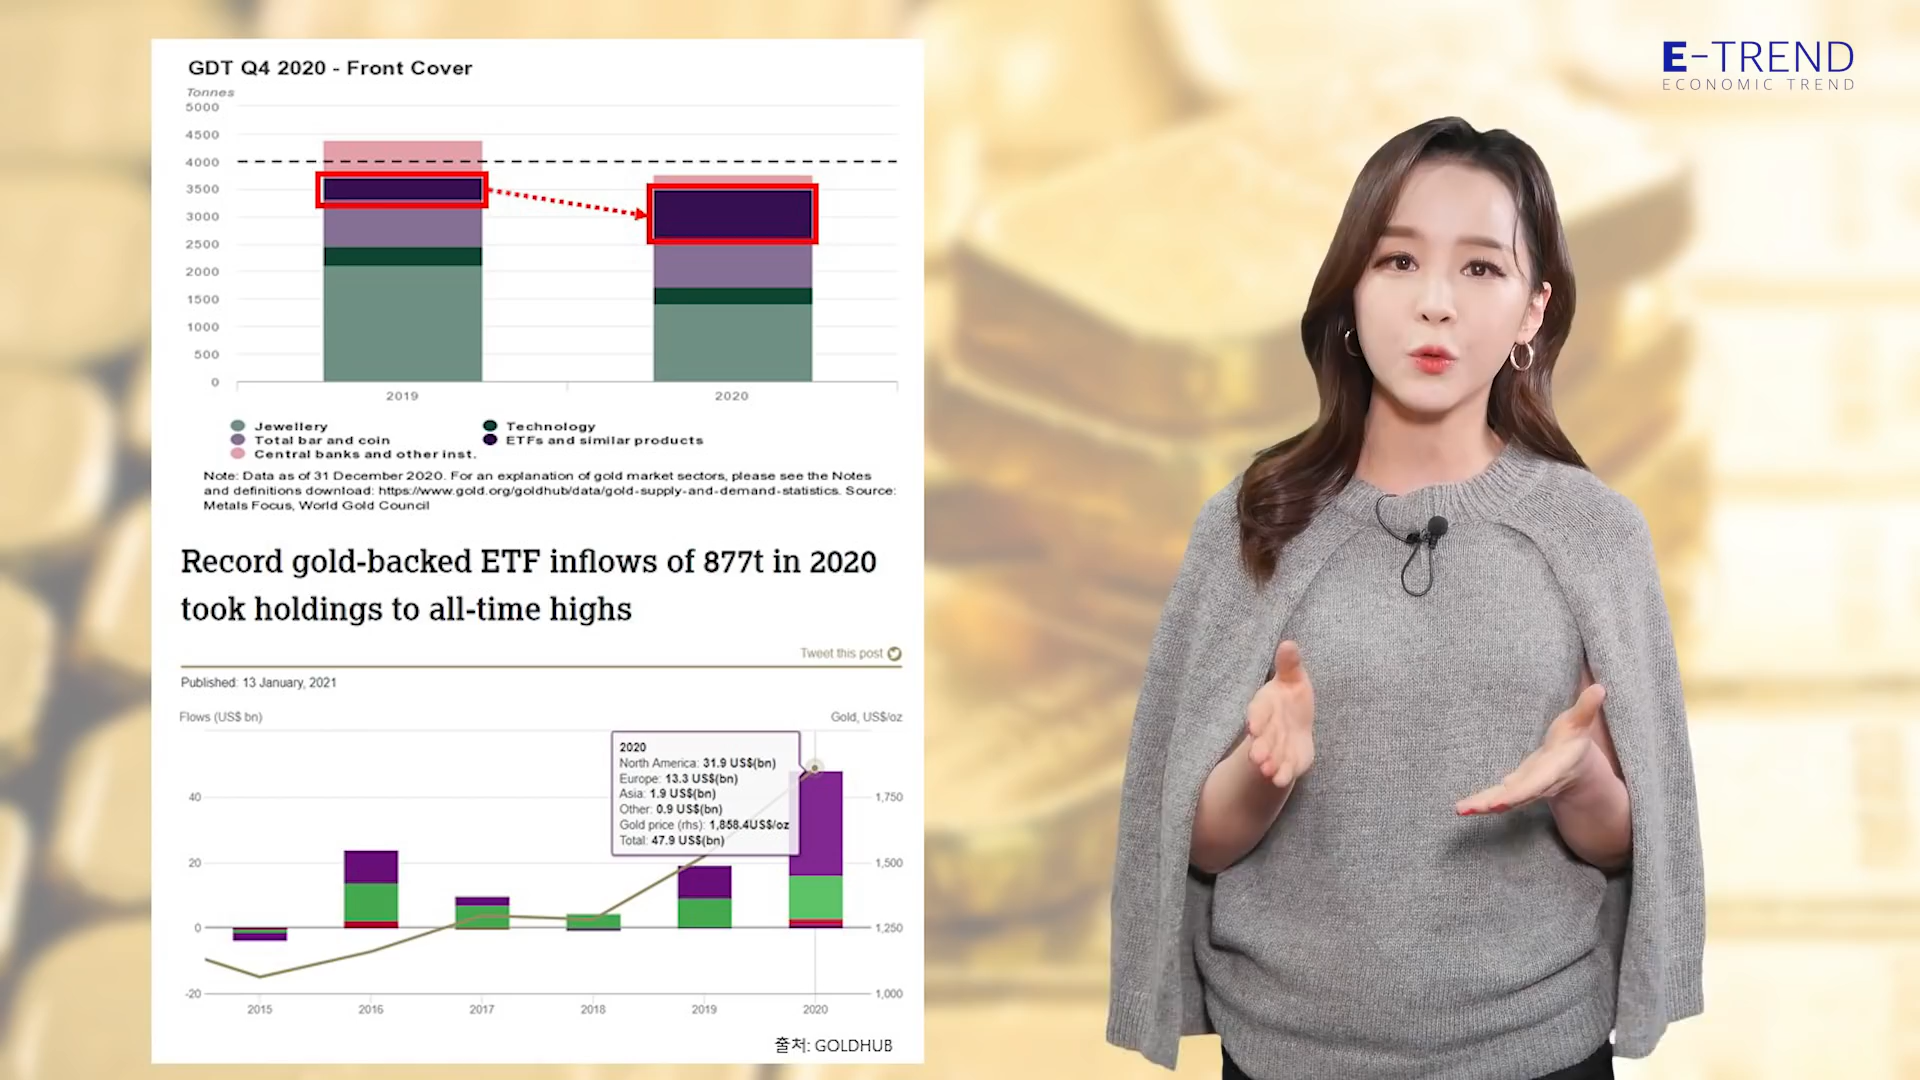 GDT Q4 2020 - Front Cover
Tonnes
5000
4500
4000
3500
3000
2500
2000
1500
1000
500
0
2019
2020
Jewellery
Technology
Total bar and coin
ETFs and similar products
Central banks and other inst.
Note: Data as of 31 December 2020. For an explanation of gold market sectors, please see the Notes
and definitions download: https://www.gold.org/goldhub/data/gold-supply-and-demand-statistics. Source:
Metals Focus, World Gold Council
Record gold-backed ETF inflows of 877t in 2020
took holdings to all-time highs
Tweet this post
Published: 13 January, 2021
Flows (US$ bn)
Gold, US$/oz
2020
North America: 31.9 US$(bn)
Europe: 13.3 US$(bn)
Asia: 1.9 US$(bn)
Other: 0.9 US$(bn)
Gold price (rhs): 1,858.4US$/oz
Total: 47.9 US$(bn)
40
20
0
-20
1,750
1,500
1,250
1,000
2015
2016
2017
2018
2019
2020
출처: GOLDHUB
E-TREND
ECONOMIC TREND